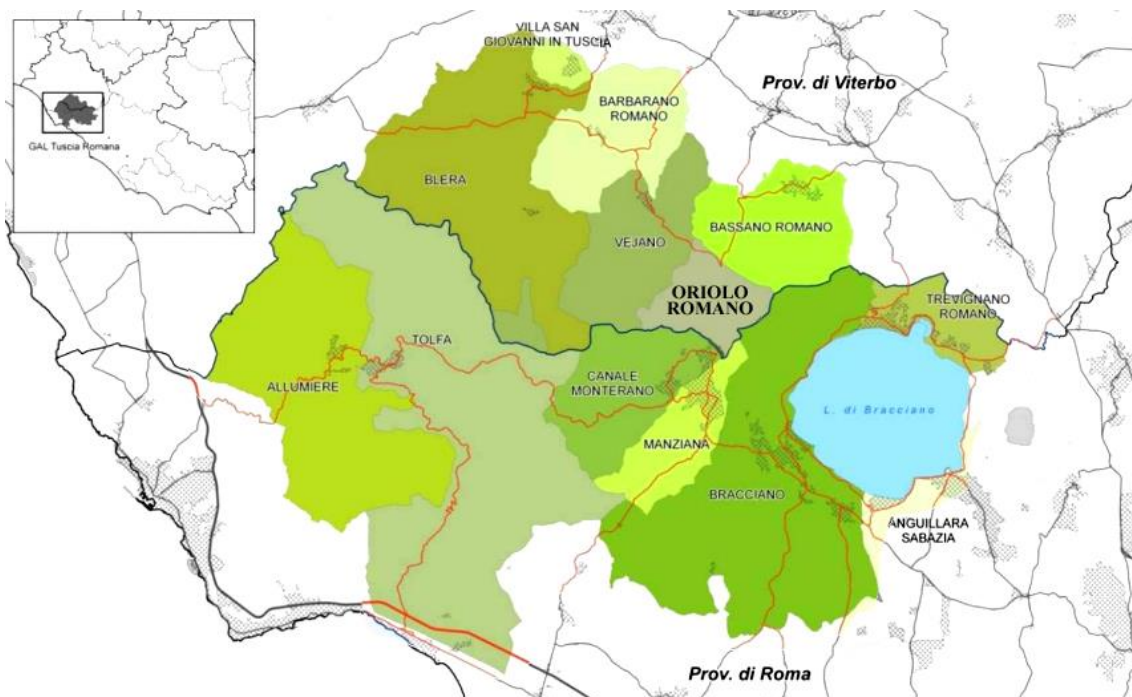 VILLA SAN
GIOVANNI IN TUSCIA
Prov. di Viterbo
BARBARANO
ROMANO
GAL Tuscia Romana
BLERA
BASSANO ROMANO
VEJANO
ORIOLO
ROMANO
TREVIGNANO
ROMANO
TOLFA
CANALE
MONTERANO
ALLUMIERE
L. di Bracciano
MANZIANA
BRACCIANO
ANGUILLARA
SABAZIA
Prov. di Roma